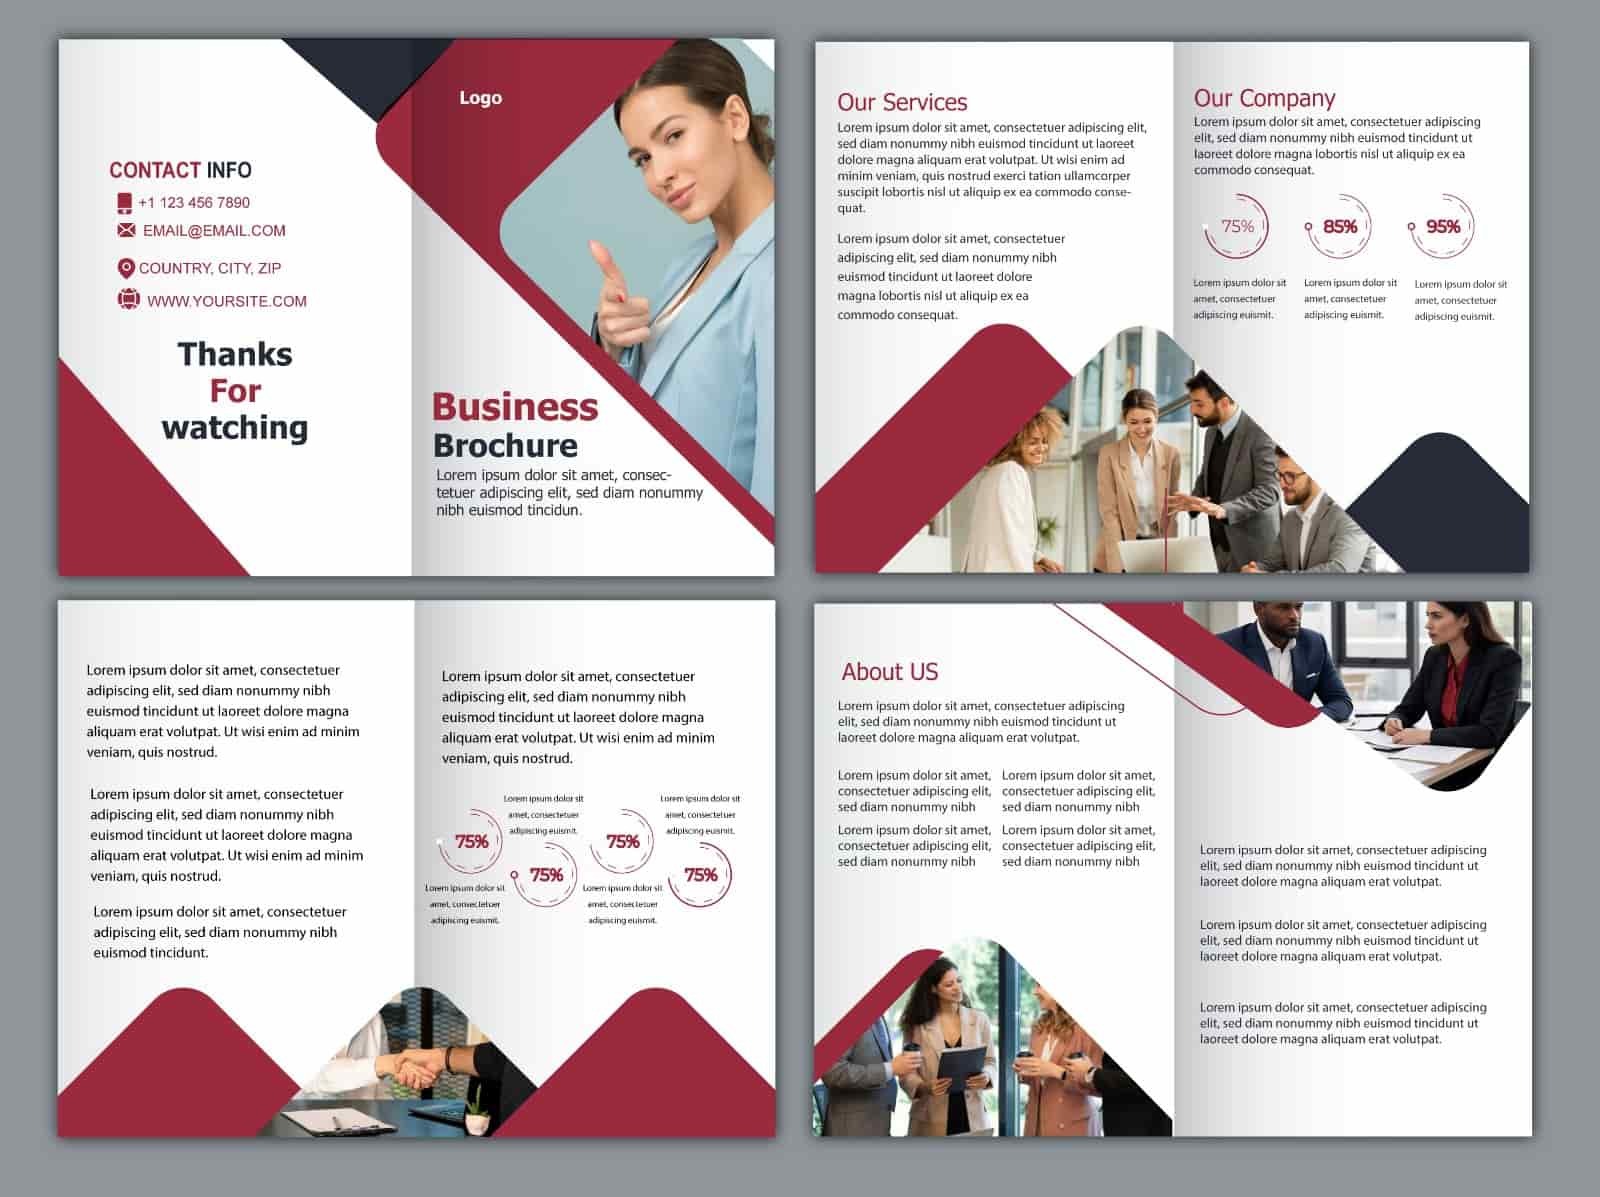 CONTACT INFO
+1 123 456 7890
EMAIL@EMAIL.COM
COUNTRY, CITY, ZIP
WWW.YOURSITE.COM
Thanks
For
watching
Logo
Business
Brochure
Lorem ipsum dolor sit amet, consec-
tetuer adipiscing elit, sed diam nonummy
nibh euismod tincidun.
Our Services
Lorem ipsum dolor sit amet, consectetuer adipiscing elit,
sed diam nonummy nibh euismod tincidunt ut laoreet
dolore magna aliquam erat volutpat. Ut wisi enim ad
minim veniam, quis nostrud exerci tation ullamcorper
suscipit lobortis nisl ut aliquip ex ea commodo conse-
quat.
Lorem ipsum dolor sit amet, consectetuer
adipiscing elit, sed diam nonummy nibh
euismod tincidunt ut laoreet dolore
magna lobortis nisl ut aliquip ex ea
commodo consequat.
Our Company
Lorem ipsum dolor sit amet, consectetuer adipiscing
elit, sed diam nonummy nibh euismod tincidunt ut
laoreet dolore magna lobortis nisl ut aliquip ex ea
commodo consequat.
75%
85%
95%
Lorem ipsum dolor sit
amet, consectetuer
adipiscing euismit.
Lorem ipsum dolor sit
amet, consectetuer
adipiscing euismit.
Lorem ipsum dolor sit
amet, consectetuer
adipiscing euismit.
Lorem ipsum dolor sit amet, consectetuer
adipiscing elit, sed diam nonummy nibh
euismod tincidunt ut laoreet dolore magna
aliquam erat volutpat. Ut wisi enim ad minim
veniam, quis nostrud.
Lorem ipsum dolor sit amet, consectetuer
adipiscing elit, sed diam nonummy nibh
euismod tincidunt ut laoreet dolore magna
aliquam erat volutpat. Ut wisi enim ad minim
veniam, quis nostrud.
Lorem ipsum dolor sit amet, consectetuer
adipiscing elit, sed diam nonummy nibh
euismod tincidunt.
Lorem ipsum dolor sit amet, consectetuer
adipiscing elit, sed diam nonummy nibh
euismod tincidunt ut laoreet dolore magna
aliquam erat volutpat. Ut wisi enim ad minim
veniam, quis nostrud.
Lorem ipsum dolor sit
amet, consectetuer
adipiscing euismit.
Lorem ipsum dolor sit
amet, consectetuer
adipiscing euismit.
75%
75%
75%
75%
Lorem ipsum dolor sit
amet, consectetuer
adipiscing euismit.
Lorem ipsum dolor sit
amet, consectetuer
adipiscing euismit.
About US
Lorem ipsum dolor sit amet, consectetuer adipiscing
elit, sed diam nonummy nibh euismod tincidunt ut
laoreet dolore magna aliquam erat volutpat.
Lorem ipsum dolor sit amet,
consectetuer adipiscing elit,
sed diam nonummy nibh
Lorem ipsum dolor sit amet,
consectetuer adipiscing elit,
sed diam nonummy nibh
Lorem ipsum dolor sit amet,
consectetuer adipiscing elit,
sed diam nonummy nibh
Lorem ipsum dolor sit amet,
consectetuer adipiscing elit,
sed diam nonummy nibh
Lorem ipsum dolor sit amet, consectetuer adipiscing
elit, sed diam nonummy nibh euismod tincidunt ut
laoreet dolore magna aliquam erat volutpat.
Lorem ipsum dolor sit amet, consectetuer adipiscing
elit, sed diam nonummy nibh euismod tincidunt ut
laoreet dolore magna aliquam erat volutpat.
Lorem ipsum dolor sit amet, consectetuer adipiscing
elit, sed diam nonummy nibh euismod tincidunt ut
laoreet dolore magna aliquam erat volutpat.